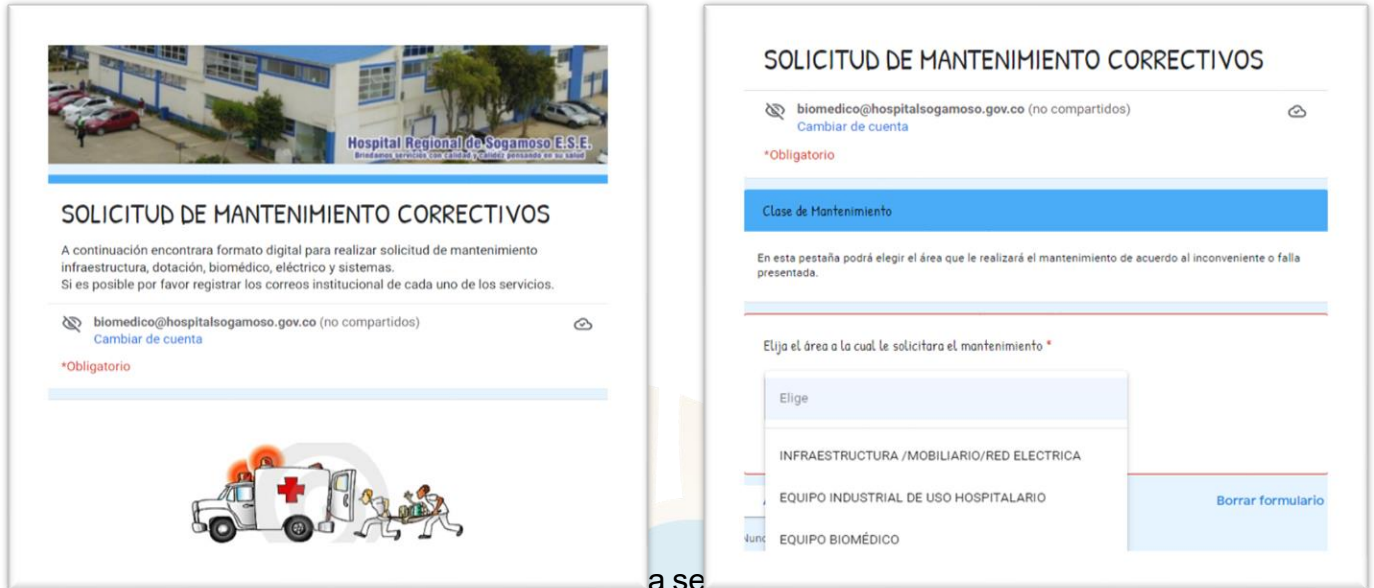 Hospital Regional de Sogamoso E.S.E.
Brindamos servicios con calidad y calidez pensando en su salud
SOLICITUD DE MANTENIMIENTO CORRECTIVOS
A continuación encontrara formato digital para realizar solicitud de mantenimiento
infraestructura, dotación, biomédico, eléctrico y sistemas.
Si es posible por favor registrar los correos institucional de cada uno de los servicios.
biomedico@hospitalsogamoso.gov.co (no compartidos)
Cambiar de cuenta
*Obligatorio
SOLICITUD DE MANTENIMIENTO CORRECTIVOS
biomedico@hospitalsogamoso.gov.co (no compartidos)
Cambiar de cuenta
*Obligatorio
Clase de Mantenimiento
En esta pestaña podrá elegir el área que le realizará el mantenimiento de acuerdo al inconveniente o falla
presentada.
Elija el área a la cual le solicitara el mantenimiento *
Elige
INFRAESTRUCTURA /MOBILIARIO/RED ELECTRICA
EQUIPO INDUSTRIAL DE USO HOSPITALARIO
Borrar formulario
EQUIPO BIOMÉDICO
a se